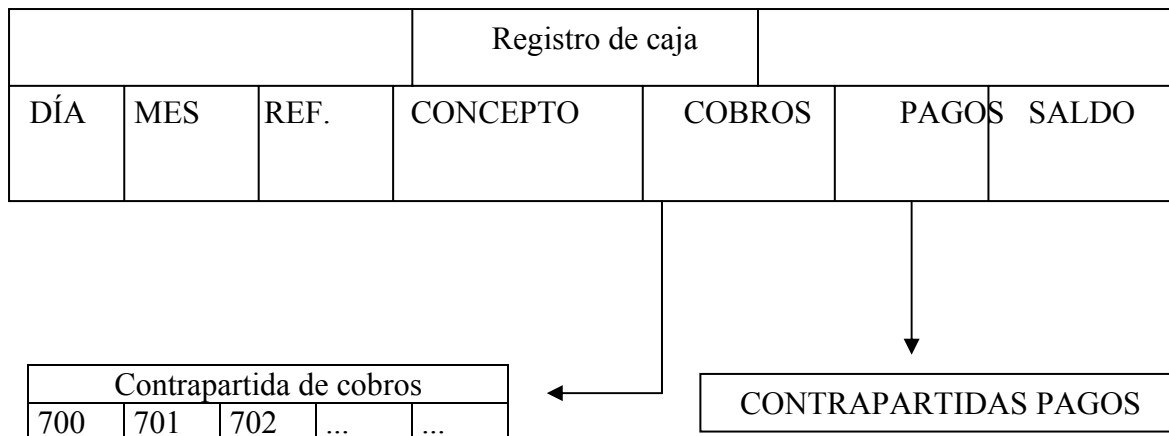 Registro de caja
DÍA MES REF. CONCEPTO COBROS PAGOS SALDO
Contrapartida de cobros
700 701 702 ... ...
CONTRAPARTIDAS PAGOS